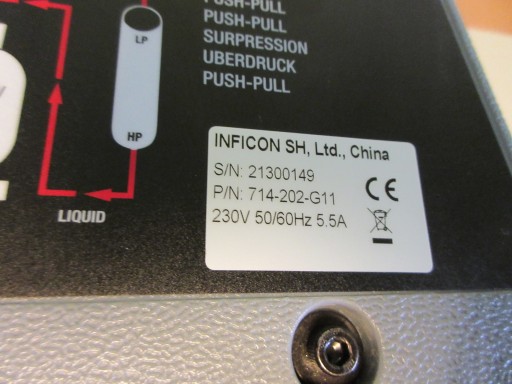 PUSH-PULL
PUSH-PULL
SURPRESSION
UBERDRUCK
PUSH-PULL
LP
HP
LIQUID
INFICON SH, Ltd., China
S/N: 21300149
P/N: 714-202-G11
230V 50/60Hz 5.5A
CE